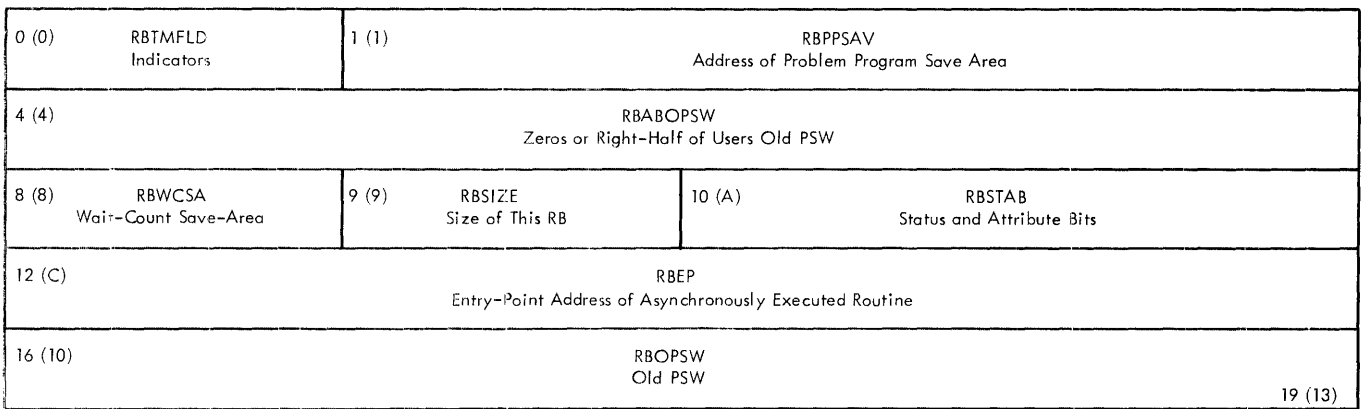 0 (0) RBTMFLD 1 (1) RBPPSAV
Indicators Address of Problem Program Save Area
4 (4) RBABOPSW
Zeros or Right-Half of Users Old PSW
8 (8) RBWCSA 9 (9) RBSIZE 10 (A) RBSTAB
Wait-Count Save-Area Size of This RB Status and Attribute Bits
12 (C) RBEP
Entry-Point Address of Asynchronously Executed Routine
16 (10) RBOPSW
Old PSW
19 (13)